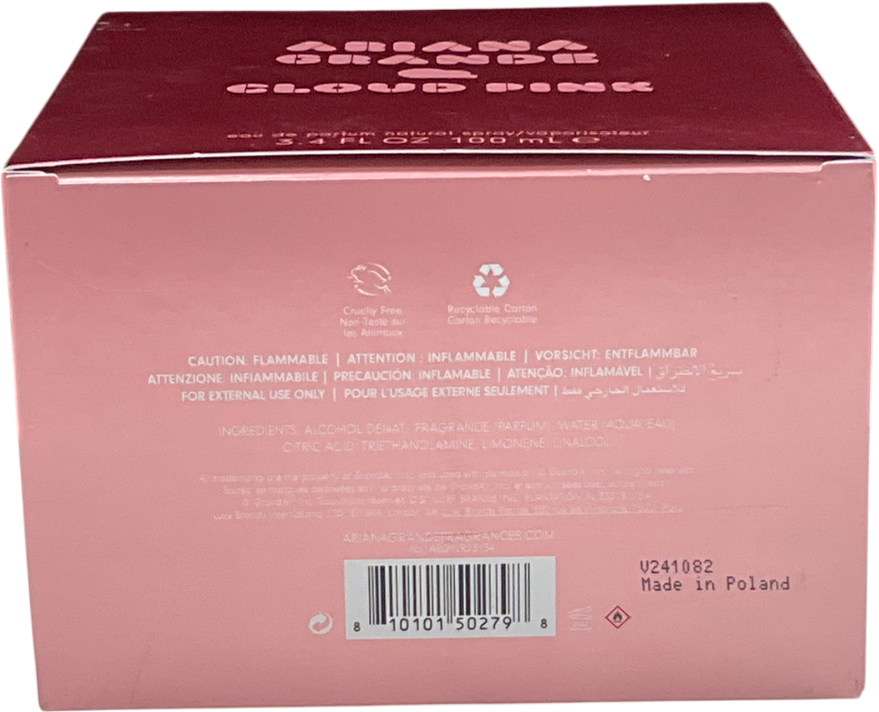 ARIANA
GRANDE
CLOUD PINK
eau de parfum natural spray/vaporisateur
3.4 FL OZ 100 mL ℮
Cruelty Free
Non-Teste sur
les Animaux
Recyclable Carton
Carton Recyclable
CAUTION: FLAMMABLE | ATTENTION : INFLAMMABLE | VORSICHT: ENTFLAMMBAR
ATTENZIONE: INFIAMMABILE | PRECAUCIÓN: INFLAMABLE | ATENÇÃO: INFLAMÁVEL | سريع الاحتراق
FOR EXTERNAL USE ONLY | POUR L'USAGE EXTERNE SEULEMENT | للاستعمال الخارجي فقط
INGREDIENTS: ALCOHOL DENAT, FRAGRANCE (PARFUM), WATER, AQUA (EAU),
CITRIC ACID, TRIETHANOLAMINE, LIMONENE, LINALOOL.
ARIANAGRANDEFRAGRANCES.COM
8 10101 50279 8
V241082
Made in Poland